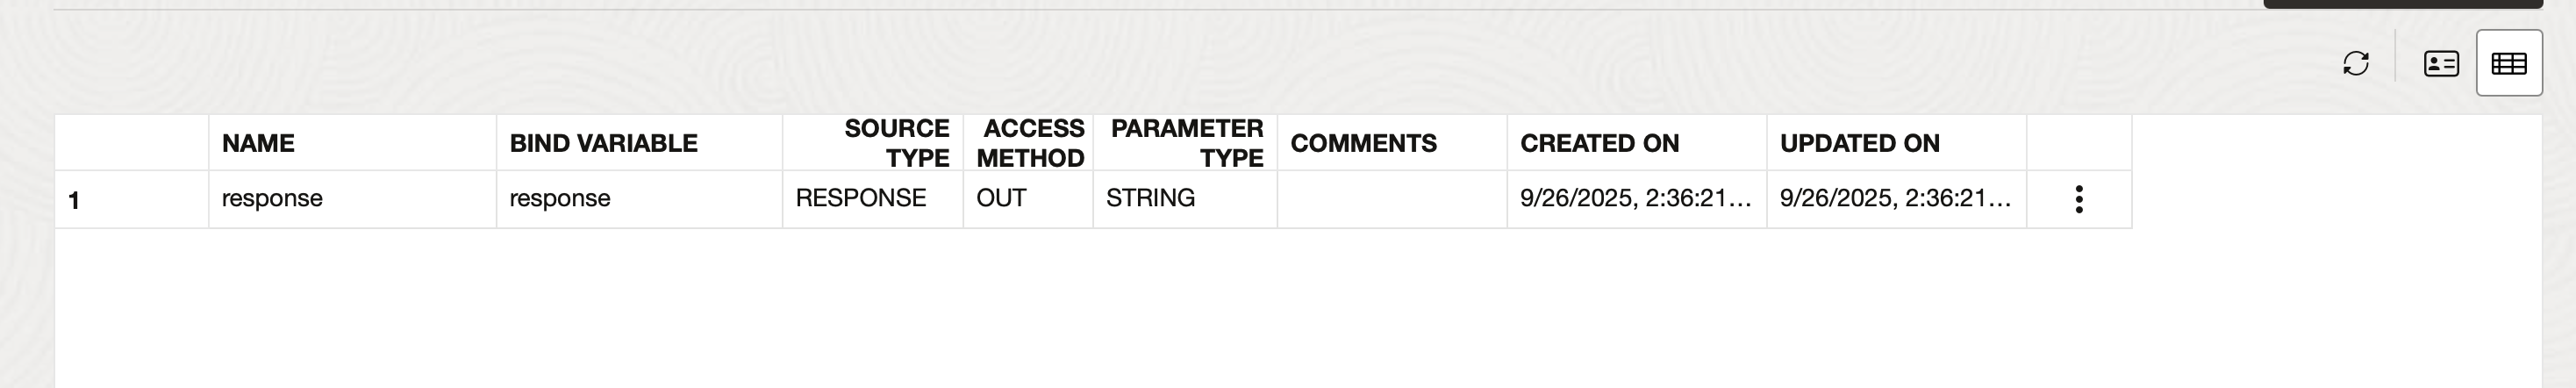 NAME BIND VARIABLE SOURCE TYPE ACCESS METHOD PARAMETER TYPE COMMENTS CREATED ON UPDATED ON
1 response response RESPONSE OUT STRING 9/26/2025, 2:36:21... 9/26/2025, 2:36:21...